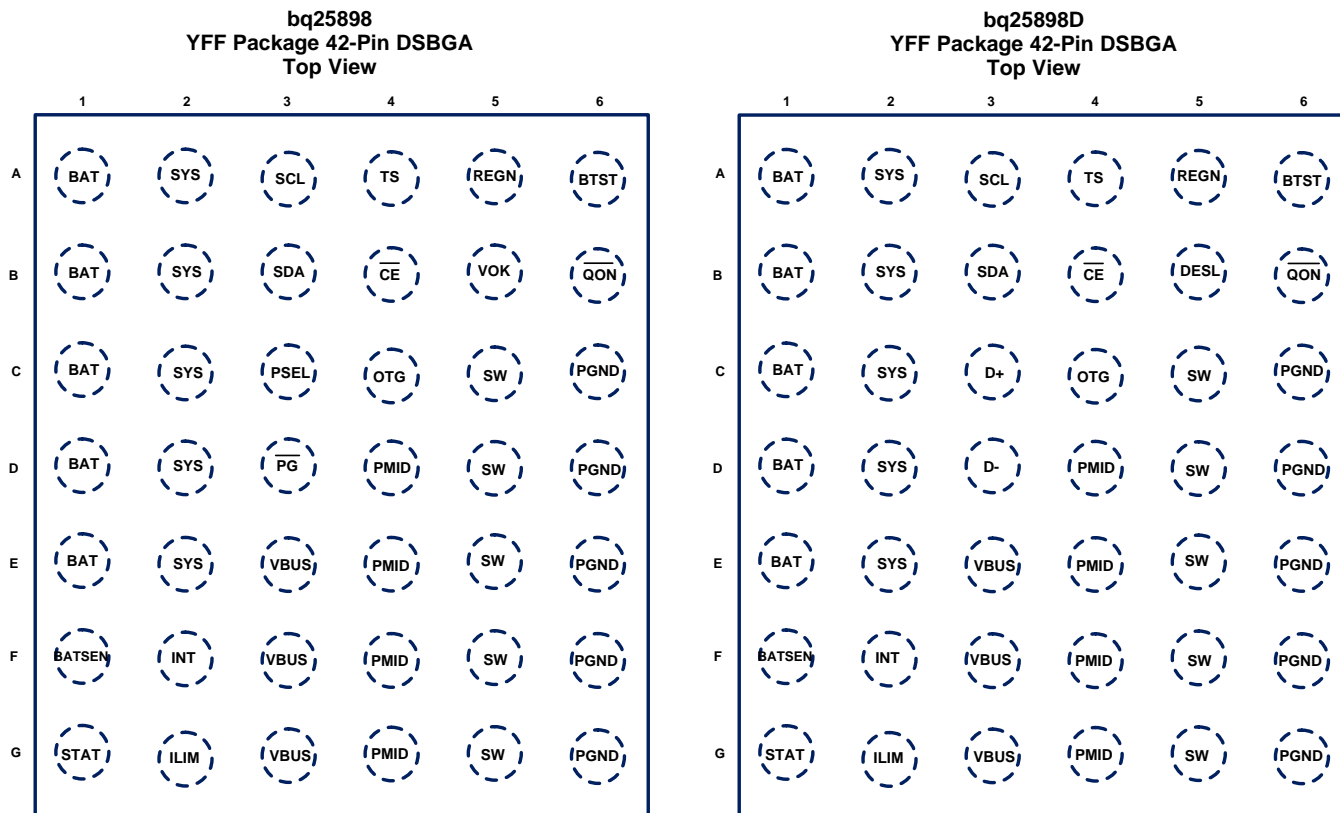 bq25898
YFF Package 42-Pin DSBGA
Top View
1 2 3 4 5 6
A BAT SYS SCL TS REGN BTST
B BAT SYS SDA C̅E̅ VOK Q̅O̅N̅
C BAT SYS PSEL OTG SW PGND
D BAT SYS P̅G̅ PMID SW PGND
E BAT SYS VBUS PMID SW PGND
F BATSEN INT VBUS PMID SW PGND
G STAT ILIM VBUS PMID SW PGND
bq25898D
YFF Package 42-Pin DSBGA
Top View
1 2 3 4 5 6
A BAT SYS SCL TS REGN BTST
B BAT SYS SDA C̅E̅ DESL Q̅O̅N̅
C BAT SYS D+ OTG SW PGND
D BAT SYS D- PMID SW PGND
E BAT SYS VBUS PMID SW PGND
F BATSEN INT VBUS PMID SW PGND
G STAT ILIM VBUS PMID SW PGND